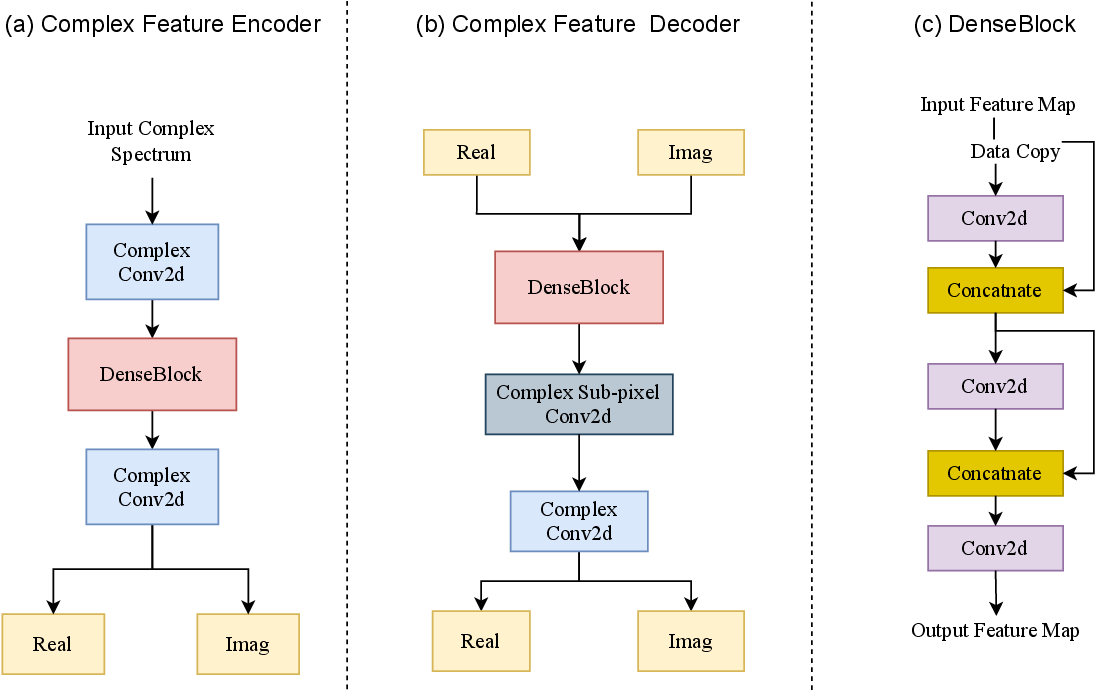 (a) Complex Feature Encoder
Input Complex
Spectrum
Complex
Conv2d
DenseBlock
Complex
Conv2d
Real
Imag
(b) Complex Feature Decoder
Real
Imag
DenseBlock
Complex Sub-pixel
Conv2d
Complex
Conv2d
Real
Imag
(c) DenseBlock
Input Feature Map
Data Copy
Conv2d
Concatnate
Conv2d
Concatnate
Conv2d
Output Feature Map